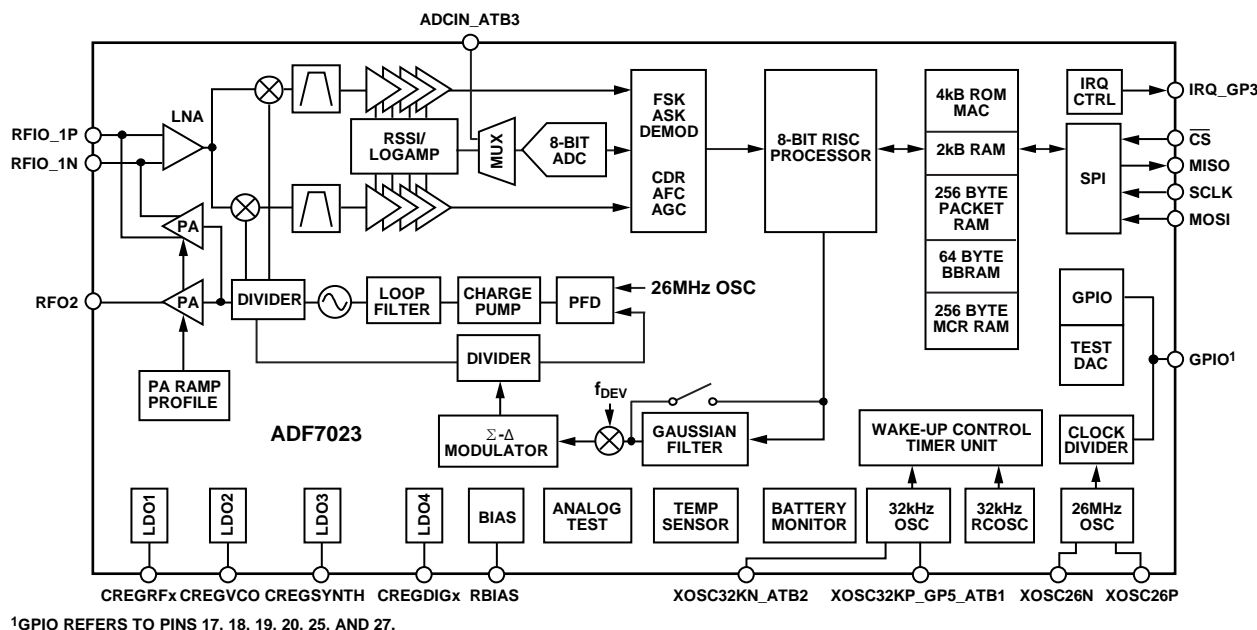 ADCIN_ATB3
RFIO_1P
RFIO_1N
LNA
RSSI/
LOGAMP
MUX
8-BIT
ADC
FSK
ASK
DEMOD
CDR
AFC
AGC
8-BIT RISC
PROCESSOR
4kB ROM
MAC
2kB RAM
256 BYTE
PACKET
RAM
64 BYTE
BBRAM
256 BYTE
MCR RAM
IRQ
CTRL
IRQ_GP3
SPI
CS
MISO
SCLK
MOSI
PA
RFO2
PA
DIVIDER
LOOP
FILTER
CHARGE
PUMP
PFD
26MHz OSC
GPIO
TEST
DAC
GPIO1
DIVIDER
PA RAMP
PROFILE
ADF7023
Σ-Δ
MODULATOR
fDEV
GAUSSIAN
FILTER
WAKE-UP CONTROL
TIMER UNIT
CLOCK
DIVIDER
LDO1
LDO2
LDO3
LDO4
BIAS
ANALOG
TEST
TEMP
SENSOR
BATTERY
MONITOR
32kHz
OSC
32kHz
RCOSC
26MHz
OSC
CREGRFx
CREGVCO
CREGSYNTH
CREGDIGx
RBIAS
XOSC32KN_ATB2
XOSC32KP_GP5_ATB1
XOSC26N
XOSC26P
1GPIO REFERS TO PINS 17, 18, 19, 20, 25, AND 27.